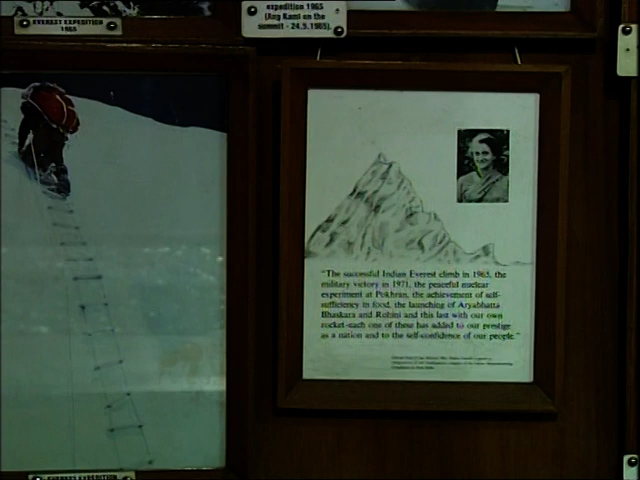 EVEREST EXPEDITION
1965
expedition 1965
(Ang Kami on the
summit - 24.5.1965).
"The successful Indian Everest climb in 1965, the
military victory in 1971, the peaceful nuclear
experiment at Pokhran, the achievement of self-
sufficiency in food, the launching of Aryabhatta
Bhaskara and Rohini and this last with our own
rocket-each one of these has added to our prestige
as a nation and to the self-confidence of our people."
EVEREST EXPEDITION